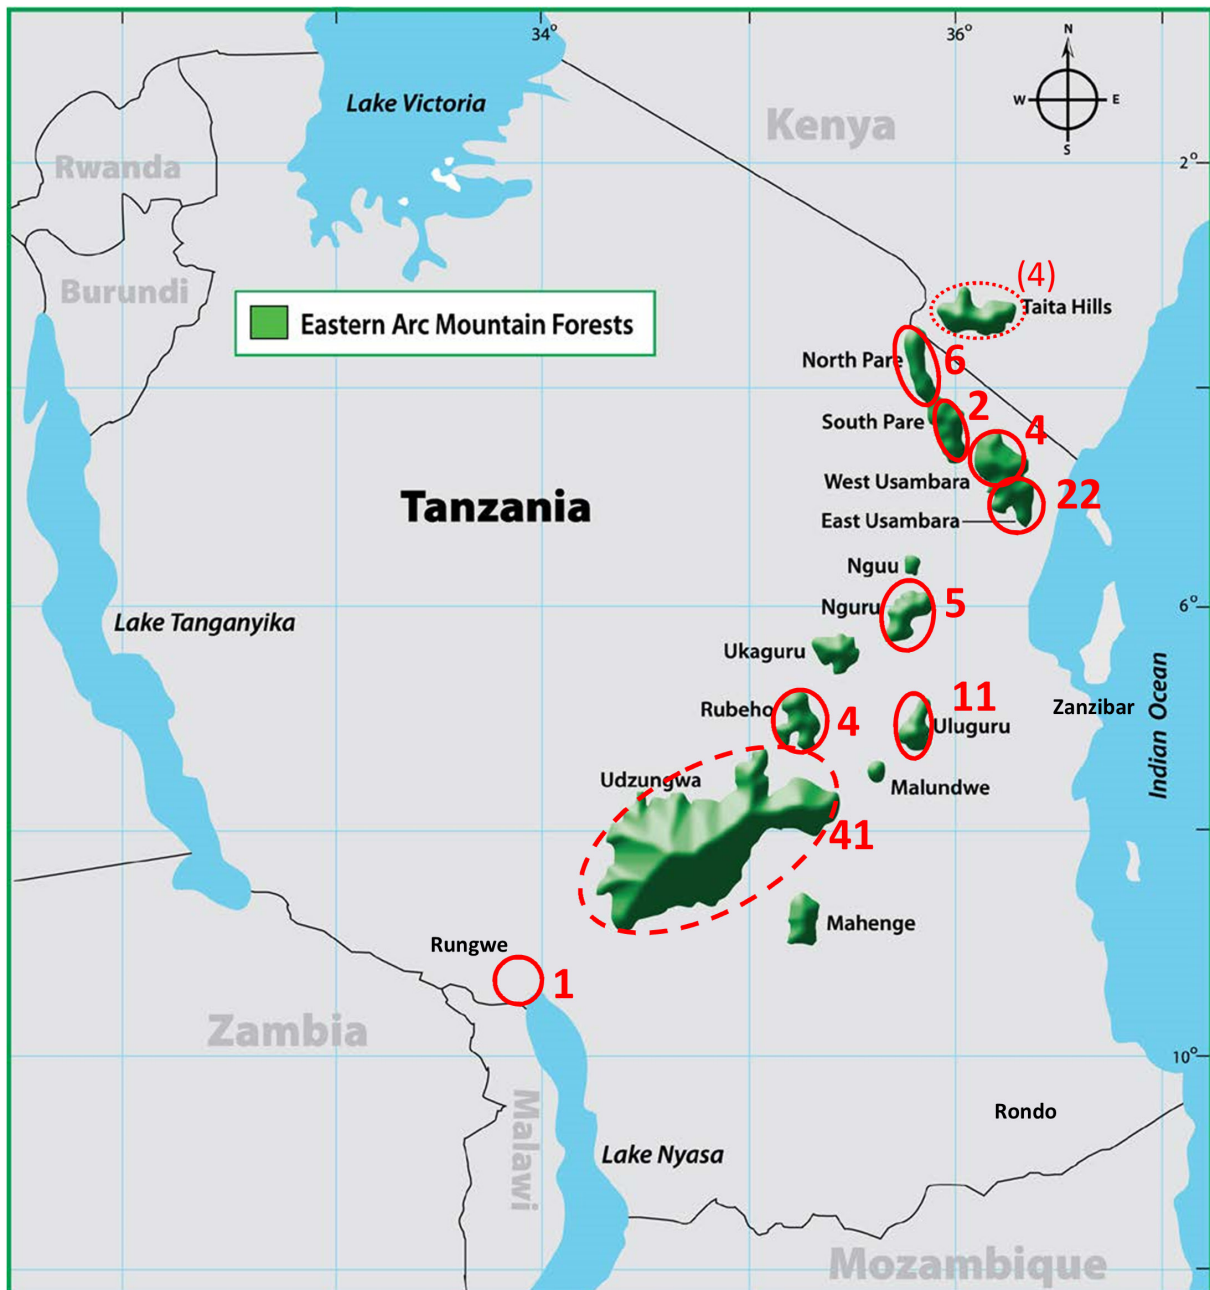 34°
36°
N
W
E
S
Lake Victoria
Kenya
Rwanda
2°
Burundi
(4)
Taita Hills
Eastern Arc Mountain Forests
North Pare
6
2
South Pare
4
West Usambara
22
Tanzania
East Usambara
Nguu
Nguru
5
6°
Lake Tanganyika
Ukaguru
Rubeho
4
11
Uluguru
Zanzibar
Indian Ocean
Udzungwa
Malundwe
41
Mahenge
Rungwe
1
Zambia
10°
Malawi
Rondo
Lake Nyasa
Mozambique